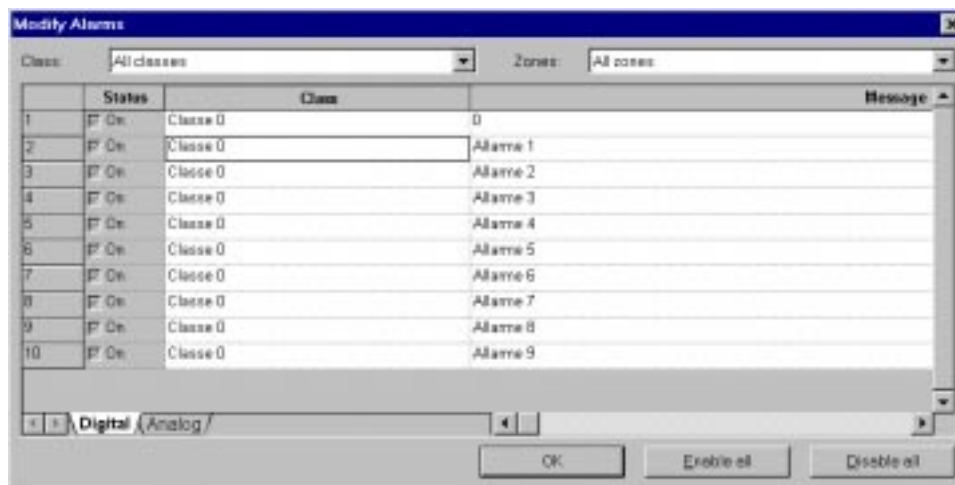 Modify Alarms
Class: All classes Zones: All zones
Status Class Message
1 On Classe 0 0
2 On Classe 0 Allarme 1
3 On Classe 0 Allarme 2
4 On Classe 0 Allarme 3
5 On Classe 0 Allarme 4
6 On Classe 0 Allarme 5
7 On Classe 0 Allarme 6
8 On Classe 0 Allarme 7
9 On Classe 0 Allarme 8
10 On Classe 0 Allarme 9
Digital Analog
OK Enable all Disable all